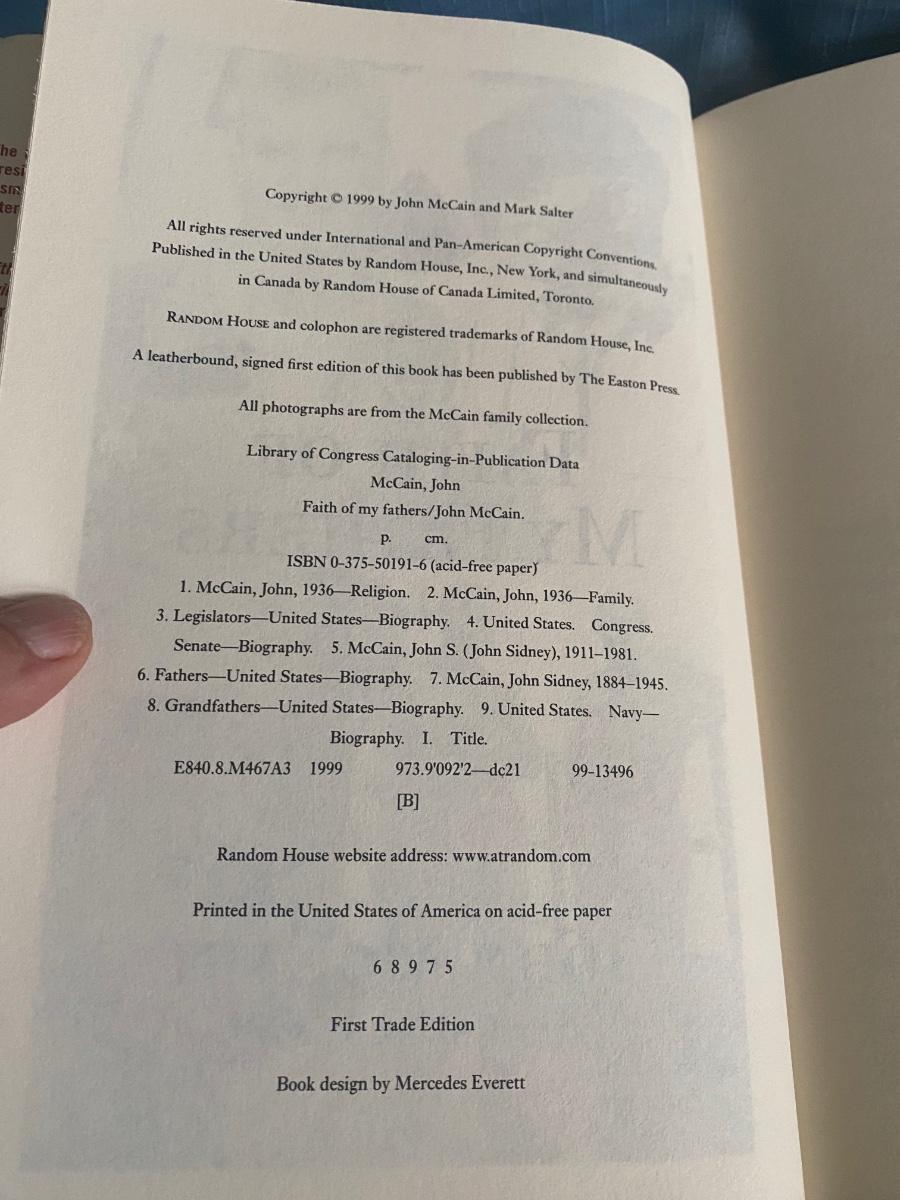 he
resi
sm
ter
Copyright © 1999 by John McCain and Mark Salter
All rights reserved under International and Pan-American Copyright Conventions.
Published in the United States by Random House, Inc., New York, and simultaneously
in Canada by Random House of Canada Limited, Toronto.
RANDOM HOUSE and colophon are registered trademarks of Random House, Inc.
A leatherbound, signed first edition of this book has been published by The Easton Press.
All photographs are from the McCain family collection.
Library of Congress Cataloging-in-Publication Data
McCain, John
Faith of my fathers/John McCain.
p. cm.
ISBN 0-375-50191-6 (acid-free paper)
1. McCain, John, 1936—Religion. 2. McCain, John, 1936—Family.
3. Legislators—United States—Biography. 4. United States. Congress.
Senate—Biography. 5. McCain, John S. (John Sidney), 1911–1981.
6. Fathers—United States—Biography. 7. McCain, John Sidney, 1884–1945.
8. Grandfathers—United States—Biography. 9. United States. Navy—
Biography. I. Title.
E840.8.M467A3 1999 973.9'092'2—dc21 99-13496
[B]
Random House website address: www.atrandom.com
Printed in the United States of America on acid-free paper
6 8 9 7 5
First Trade Edition
Book design by Mercedes Everett